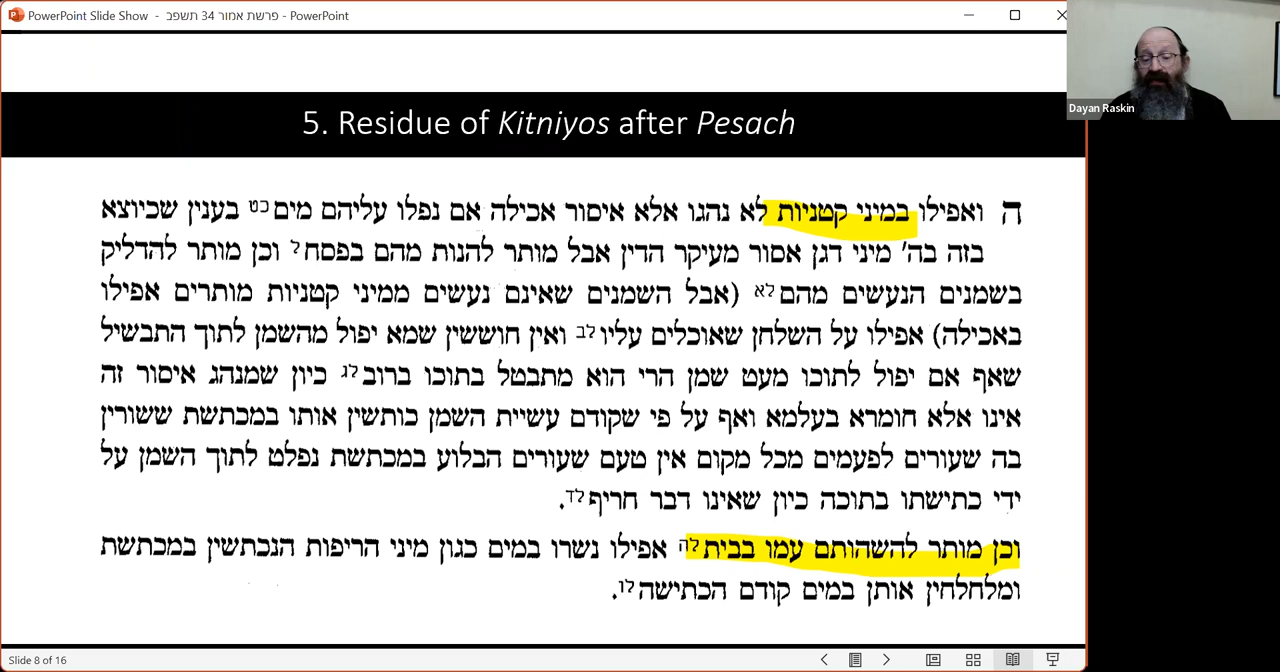 PowerPoint Slide Show - פרשת אמור 34 תשפב - PowerPoint
Dayan Raskin
5. Residue of Kitniyos after Pesach
ה ואפילו במיני קטניות לא נהגו אלא איסור אכילה אם נפלו עליהם מים כט בענין שכיוצא
בזה בה' מיני דגן אסור מעיקר הדין אבל מותר להנות מהם בפסח ל וכן מותר להדליק
בשמנים הנעשים מהם לא (אבל השמנים שאינם נעשים ממיני קטניות מותרים אפילו
באכילה) אפילו על השלחן שאוכלים עליו לב ואין חוששין שמא יפול מהשמן לתוך התבשיל
שאף אם יפול לתוכו מעט שמן הרי הוא מתבטל בתוכו ברוב לג כיון שמנהג איסור זה
אינו אלא חומרא בעלמא ואף על פי שקודם עשיית השמן כותשין אותו במכתשת ששורין
בה שעורים לפעמים מכל מקום אין טעם שעורים הבלוע במכתשת נפלט לתוך השמן על
ידי כתישתו בתוכה כיון שאינו דבר חריף לד.
וכן מותר להשהותם עמו בבית לה אפילו נשרו במים כגון מיני הריפות הנכתשין במכתשת
ומלחלחין אותן במים קודם הכתישה לו.
Slide 8 of 16